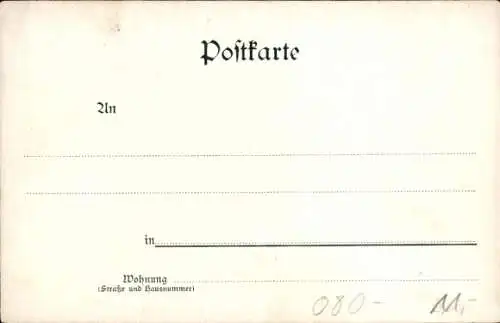 Postkarte
An
in
Wohnung
(Straße und Hausnummer)
080- 11,-